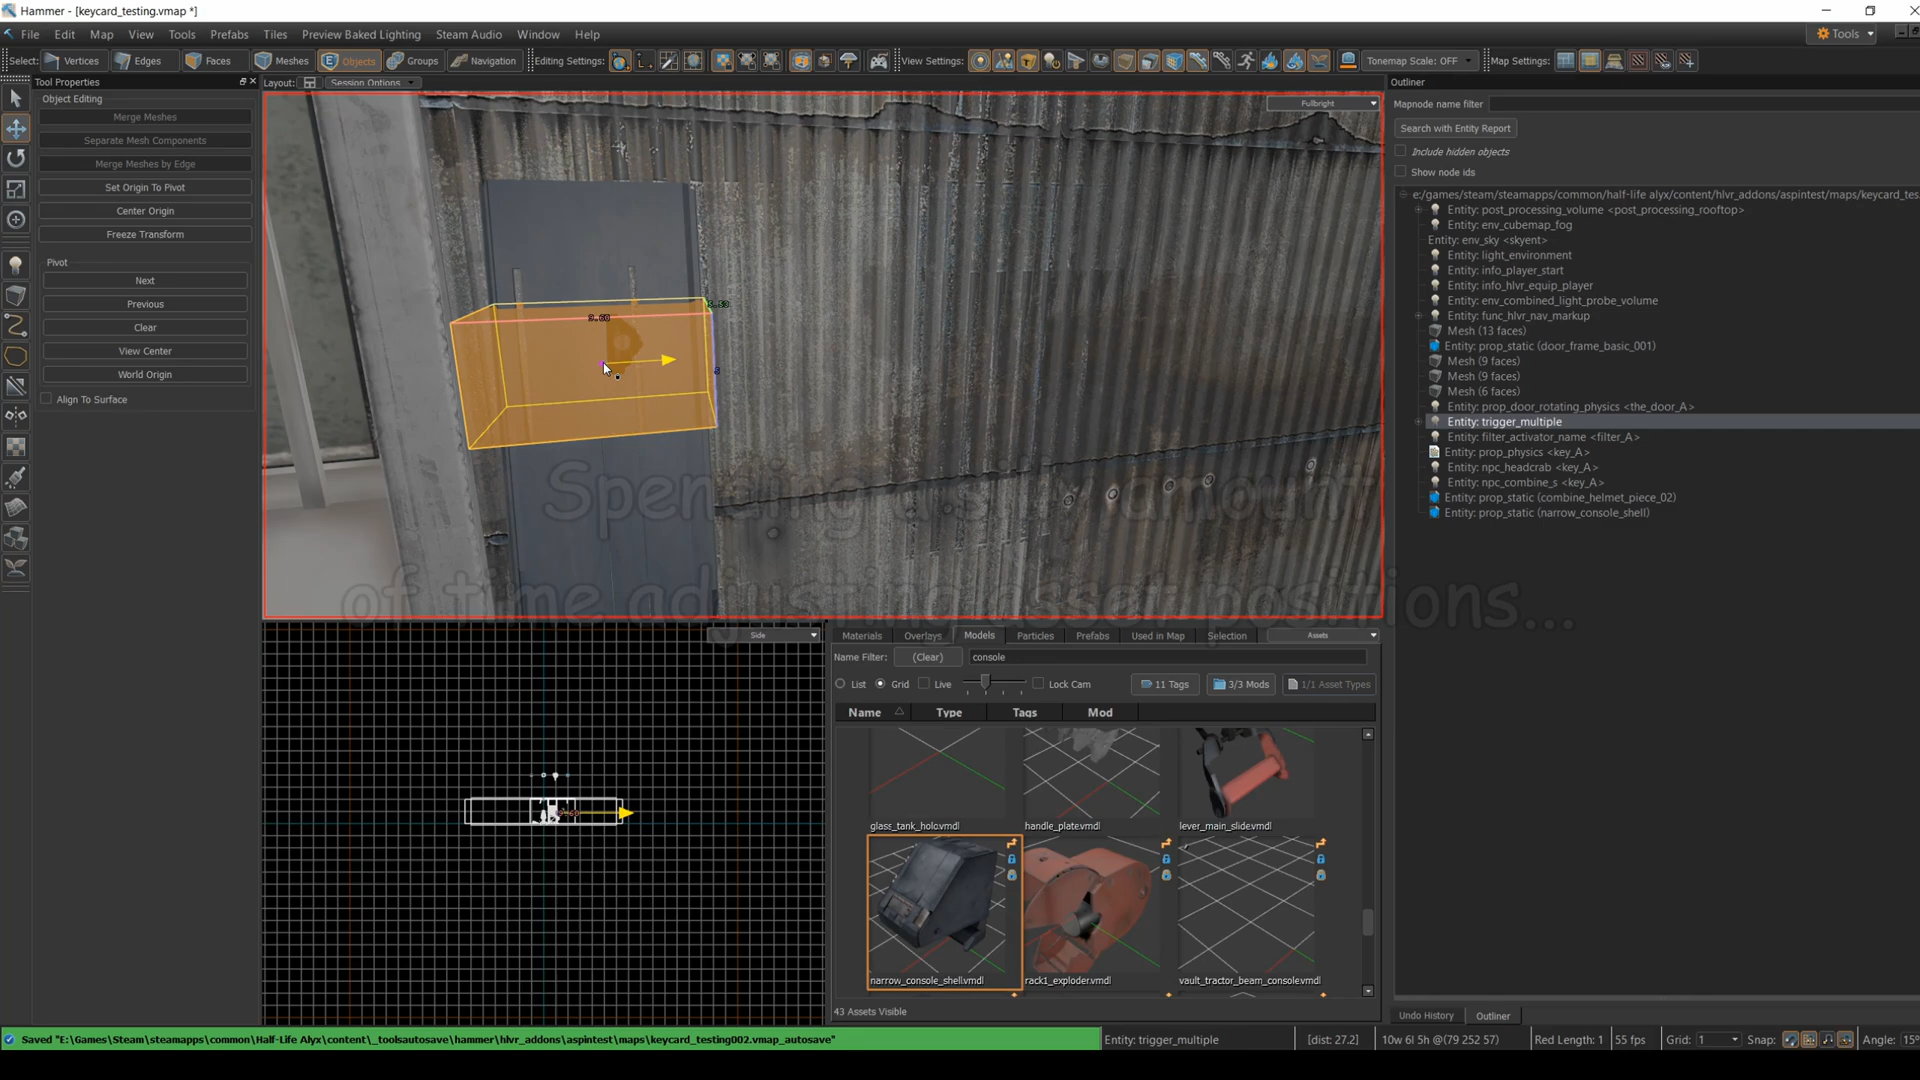 Hammer - [keycard_testing.vmap *]
File Edit Map View Tools Prefabs Tiles Preview Baked Lighting Steam Audio Window Help
Tools
Select: Vertices Edges Faces Meshes Objects Groups Navigation Editing Settings: View Settings: Tonemap Scale: OFF Map Settings:
Tool Properties
Object Editing
Merge Meshes
Separate Mesh Components
Merge Meshes by Edge
Set Origin To Pivot
Center Origin
Freeze Transform
Pivot
Next
Previous
Clear
View Center
World Origin
Align To Surface
Layout: Session Options
Fullbright
9.60
5.50
5
Spending a slim amount
of time adjusting asset positions...
Side
9.60
Materials Overlays Models Particles Prefabs Used in Map Selection Assets
Name Filter: (Clear) console
List Grid Live Lock Cam 11 Tags 3/3 Mods 1/1 Asset Types
Name Type Tags Mod
glass_tank_holo.vmdl handle_plate.vmdl lever_main_slide.vmdl
narrow_console_shell.vmdl rack1_exploder.vmdl vault_tractor_beam_console.vmdl
43 Assets Visible
Outliner
Mapnode name filter
Search with Entity Report
Include hidden objects
Show node ids
e:/games/steam/steamapps/common/half-life alyx/content/hlvr_addons/aspintest/maps/keycard_tes...
Entity: post_processing_volume <post_processing_rooftop>
Entity: env_cubemap_fog
Entity: env_sky <skyent>
Entity: light_environment
Entity: info_player_start
Entity: info_hlvr_equip_player
Entity: env_combined_light_probe_volume
Entity: func_hlvr_nav_markup
Mesh (13 faces)
Entity: prop_static (door_frame_basic_001)
Mesh (9 faces)
Mesh (9 faces)
Mesh (6 faces)
Entity: prop_door_rotating_physics <the_door_A>
Entity: trigger_multiple
Entity: filter_activator_name <filter_A>
Entity: prop_physics <key_A>
Entity: npc_headcrab <key_A>
Entity: npc_combine_s <key_A>
Entity: prop_static (combine_helmet_piece_02)
Entity: prop_static (narrow_console_shell)
Undo History Outliner
Saved "E:\Games\Steam\steamapps\common\Half-Life Alyx\content\_toolsautosave\hammer\hlvr_addons\aspintest\maps\keycard_testing002.vmap_autosave"
Entity: trigger_multiple [dist: 27.2] 10w 6l 5h @(79 252 57) Red Length: 1 55 fps Grid: 1 Snap: Angle: 15°